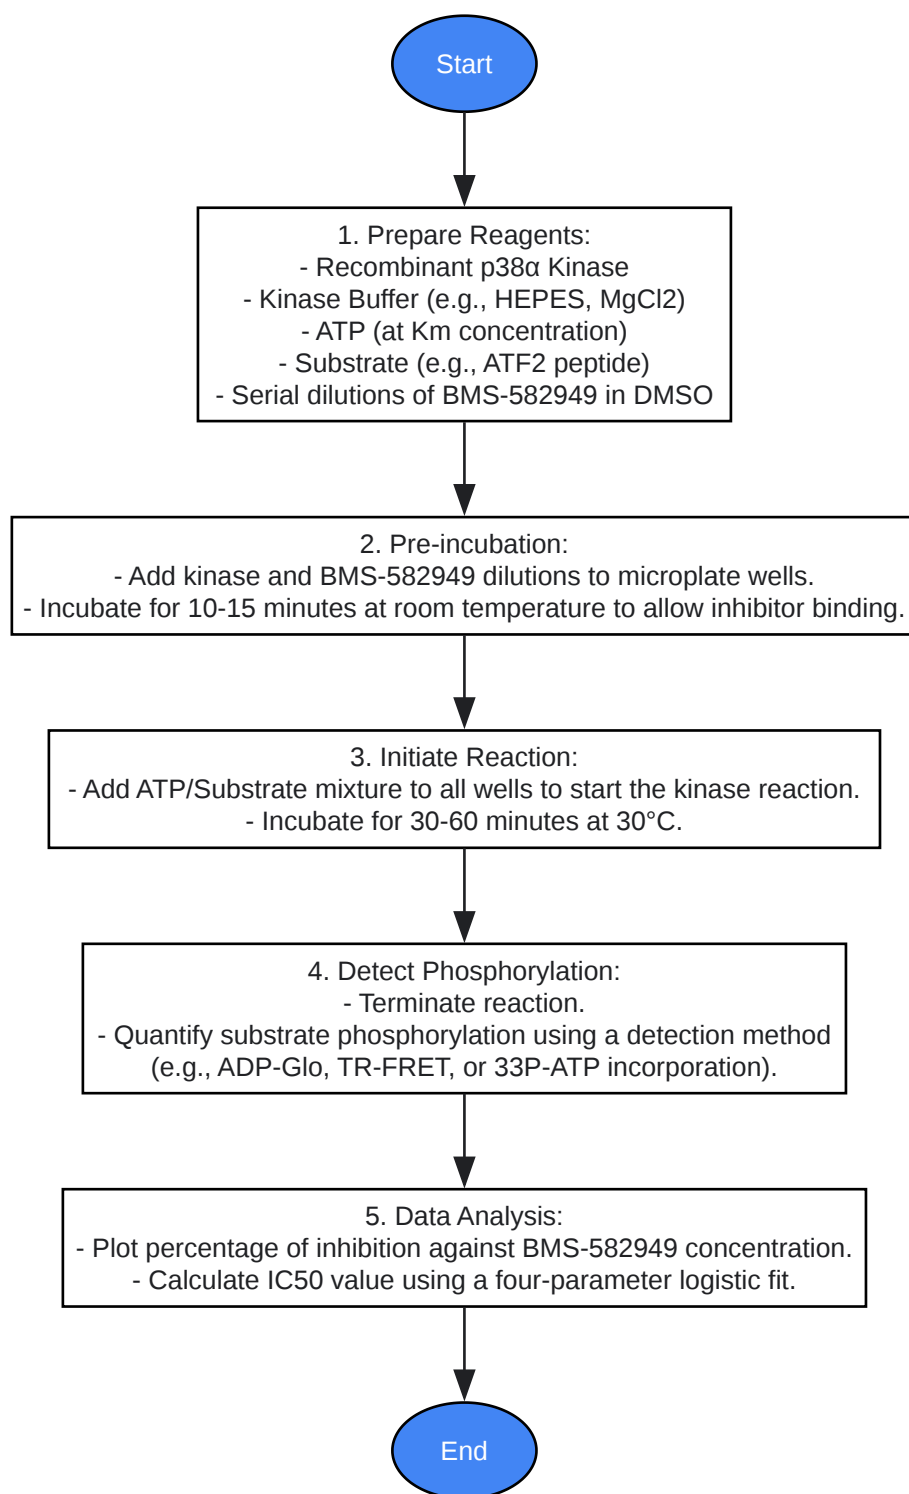 Start
1. Prepare Reagents:
- Recombinant p38α Kinase
- Kinase Buffer (e.g., HEPES, MgCl2)
- ATP (at Km concentration)
- Substrate (e.g., ATF2 peptide)
- Serial dilutions of BMS-582949 in DMSO
2. Pre-incubation:
- Add kinase and BMS-582949 dilutions to microplate wells.
- Incubate for 10-15 minutes at room temperature to allow inhibitor binding.
3. Initiate Reaction:
- Add ATP/Substrate mixture to all wells to start the kinase reaction.
- Incubate for 30-60 minutes at 30°C.
4. Detect Phosphorylation:
- Terminate reaction.
- Quantify substrate phosphorylation using a detection method
(e.g., ADP-Glo, TR-FRET, or 33P-ATP incorporation).
5. Data Analysis:
- Plot percentage of inhibition against BMS-582949 concentration.
- Calculate IC50 value using a four-parameter logistic fit.
End